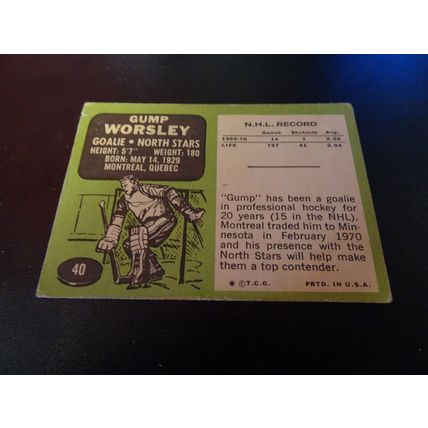 GUMP
WORSLEY
GOALIE • NORTH STARS
HEIGHT: 5'7" WEIGHT: 180
BORN: MAY 14, 1929
MONTREAL, QUEBEC
40
N.H.L. RECORD
Games Shutouts Avg.
1969-70 14 1
LIFE 757 41
"Gump" has been a goalie
in professional hockey for
20 years (15 in the NHL).
Montreal traded him to Min-
nesota in February 1970
and his presence with the
North Stars will help make
them a top contender.
* ©T.C.G. PRTD. IN U.S.A.